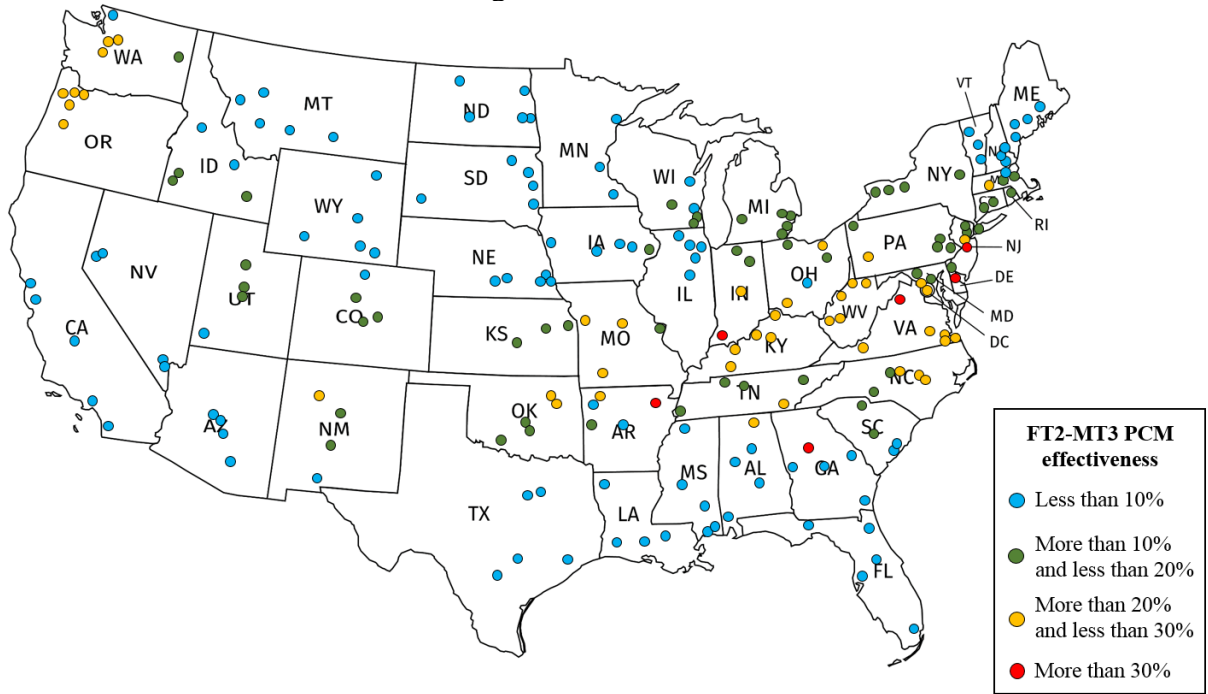 WA
MT
ND
MN
VT
ME
OR
ID
SD
WI
NY
MI
WY
RI
IA
PA
NJ
NE
NV
OH
DE
UT
IL
IN
CO
WV
MD
CA
KS
MO
VA
DC
KY
NC
TN
OK
AZ
NM
AR
SC
MS
AL
GA
TX
LA
FL
FT2-MT3 PCM
effectiveness
Less than 10%
More than 10%
and less than 20%
More than 20%
and less than 30%
More than 30%